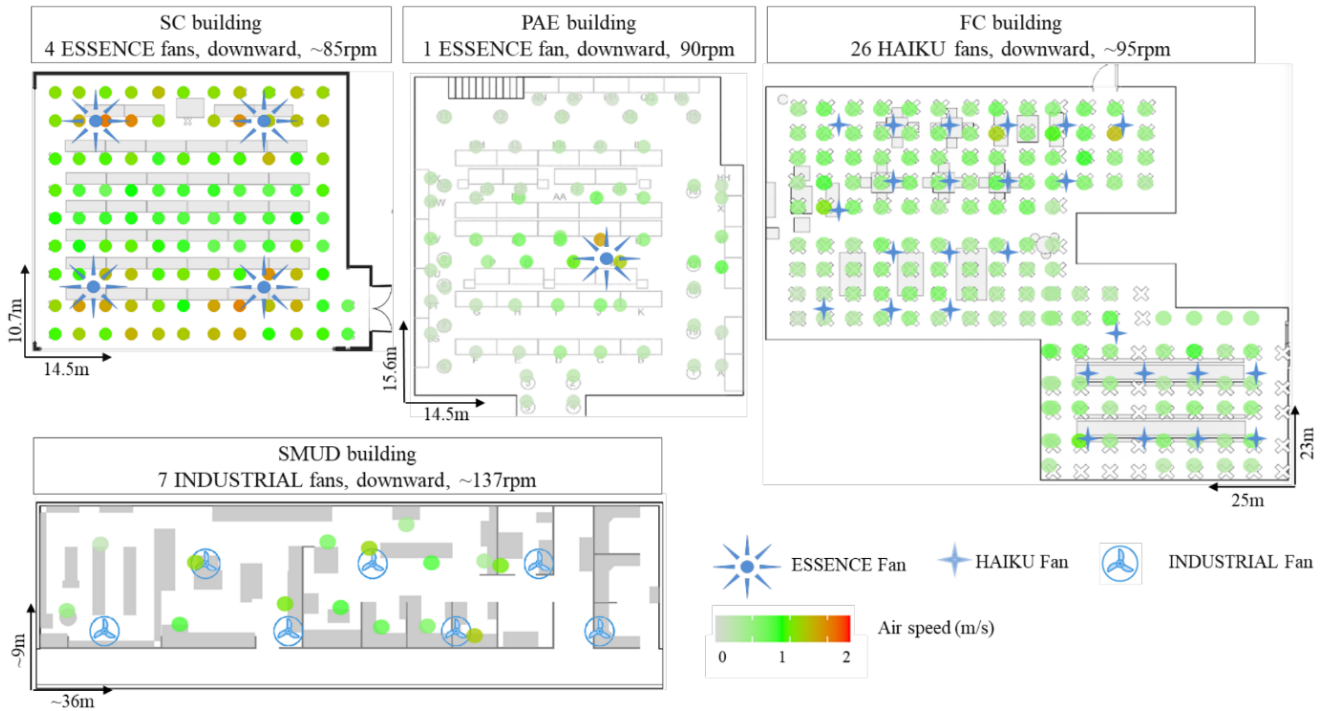 SC building
4 ESSENCE fans, downward, ~85rpm
PAE building
1 ESSENCE fan, downward, 90rpm
FC building
26 HAIKU fans, downward, ~95rpm
10.7m
14.5m
AA
HH
X
G
H
I
J
K
F
E
D
C
B
A
15.6m
14.5m
23m
25m
SMUD building
7 INDUSTRIAL fans, downward, ~137rpm
~9m
~36m
ESSENCE Fan
HAIKU Fan
INDUSTRIAL Fan
Air speed (m/s)
0 1 2